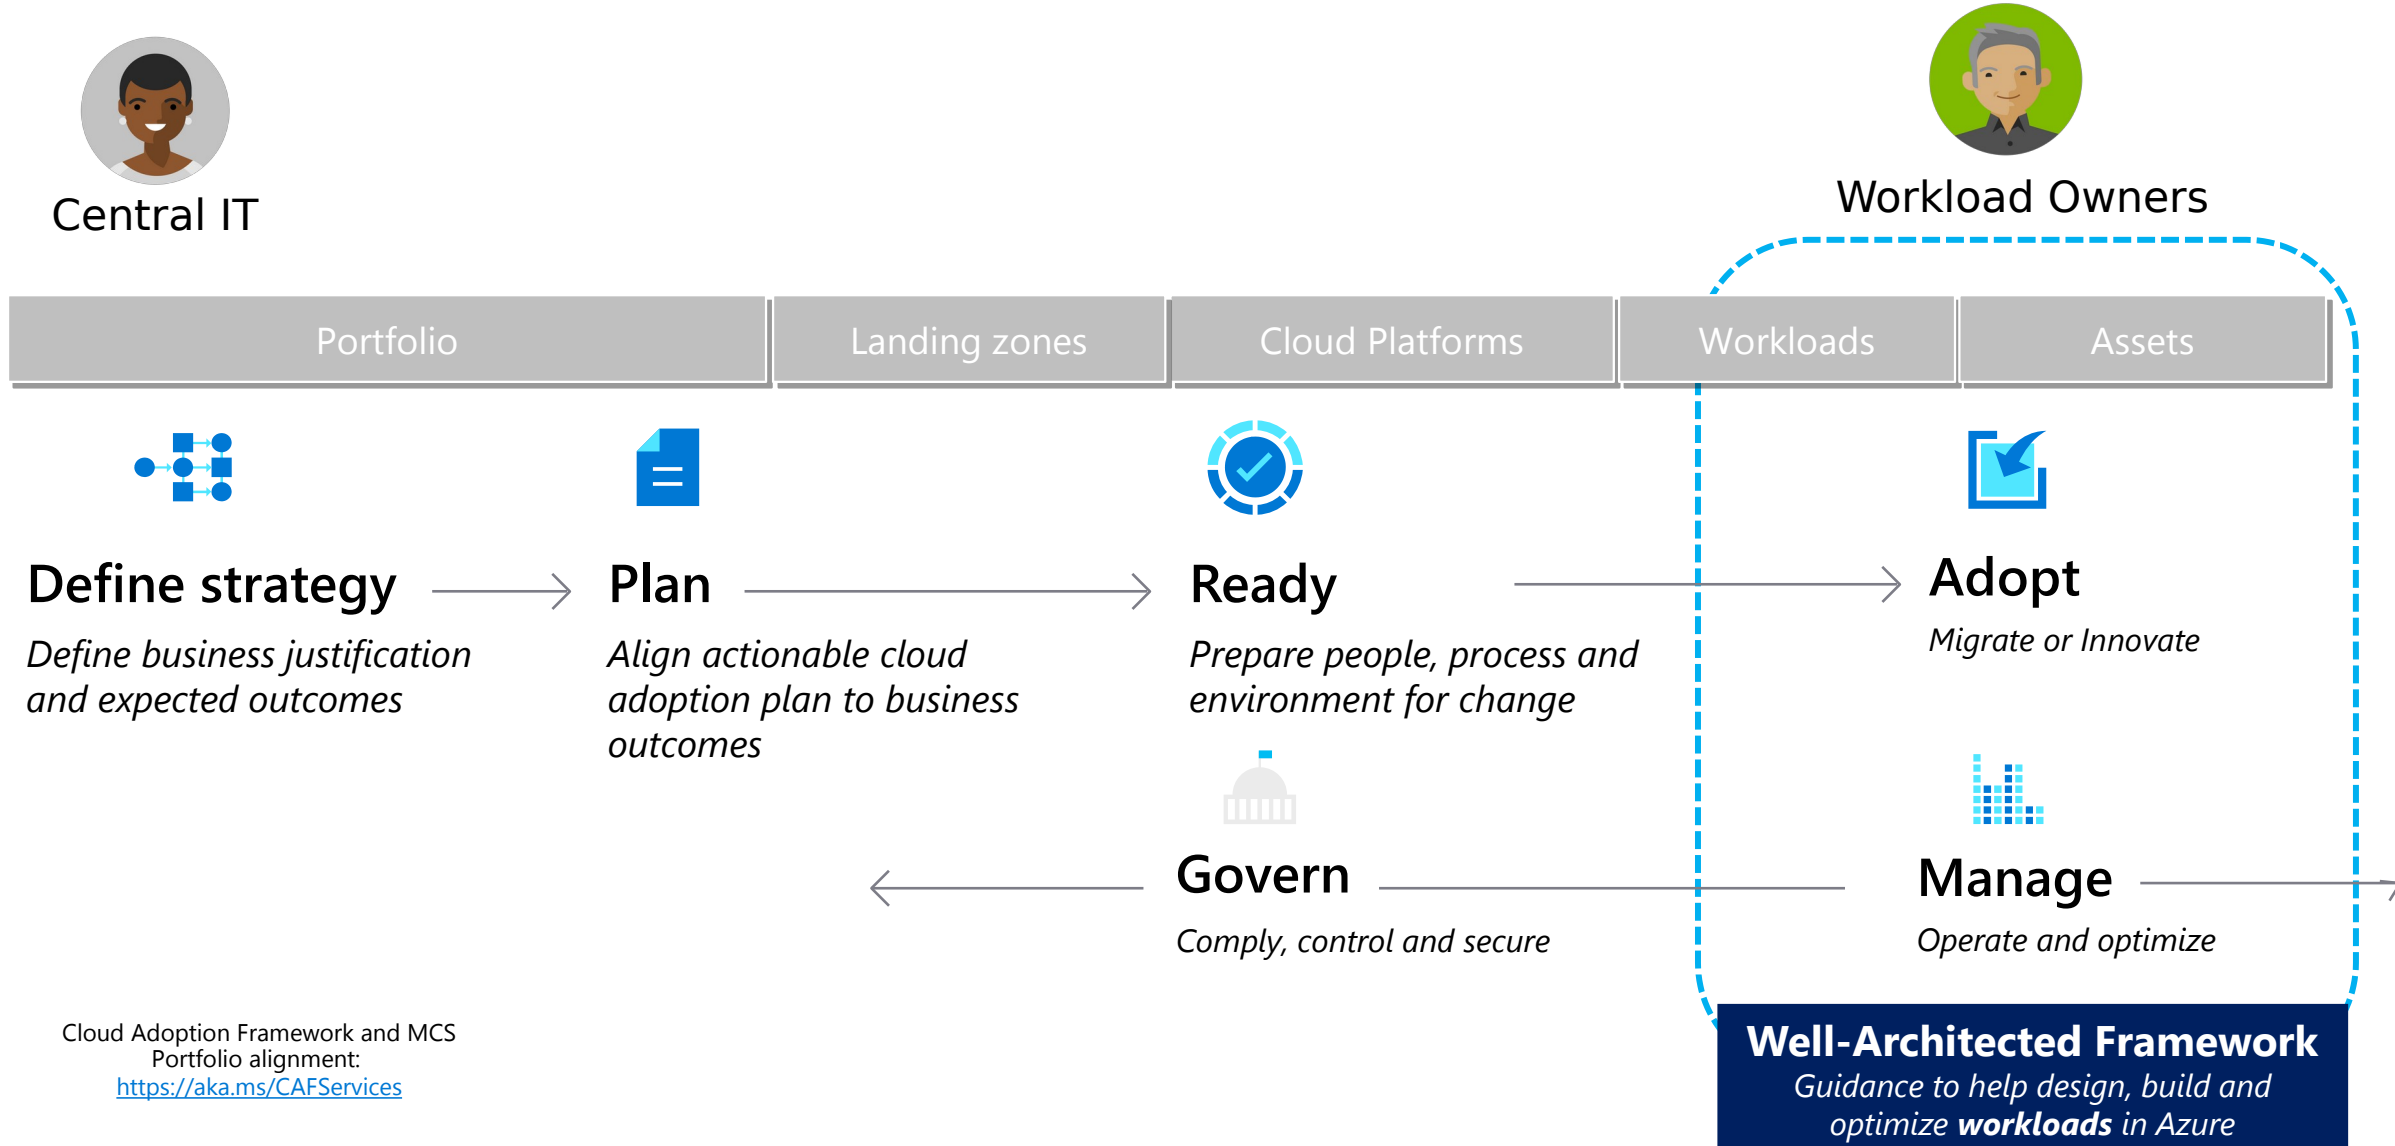 Central IT
Workload Owners
Portfolio
Landing zones
Cloud Platforms
Workloads
Assets
Define strategy
Define business justification
and expected outcomes
Plan
Align actionable cloud
adoption plan to business
outcomes
Ready
Prepare people, process and
environment for change
Adopt
Migrate or Innovate
Govern
Comply, control and secure
Manage
Operate and optimize
Cloud Adoption Framework and MCS
Portfolio alignment:
https://aka.ms/CAFServices
Well-Architected Framework
Guidance to help design, build and
optimize workloads in Azure